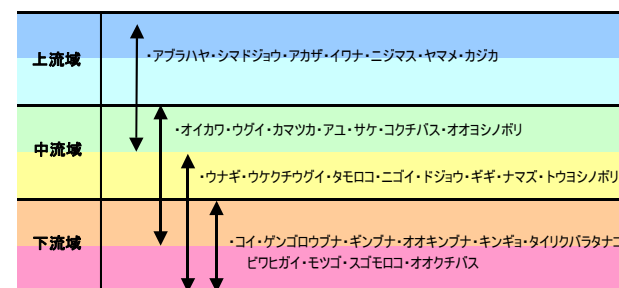 上流域
・アブラハヤ・シマドジョウ・アカザ・イワナ・ニジマス・ヤマメ・カジカ
・オイカワ・ウグイ・カマツカ・アユ・サケ・コクチバス・オオヨシノボリ
中流域
・ウナギ・ウケクチウグイ・タモロコ・ニゴイ・ドジョウ・ギギ・ナマズ・トウヨシノボリ
下流域
・コイ・ゲンゴロウブナ・ギンブナ・オオキンブナ・キンギョ・タイリクバラタナゴ
ビワヒガイ・モツゴ・スゴモロコ・オオクチバス